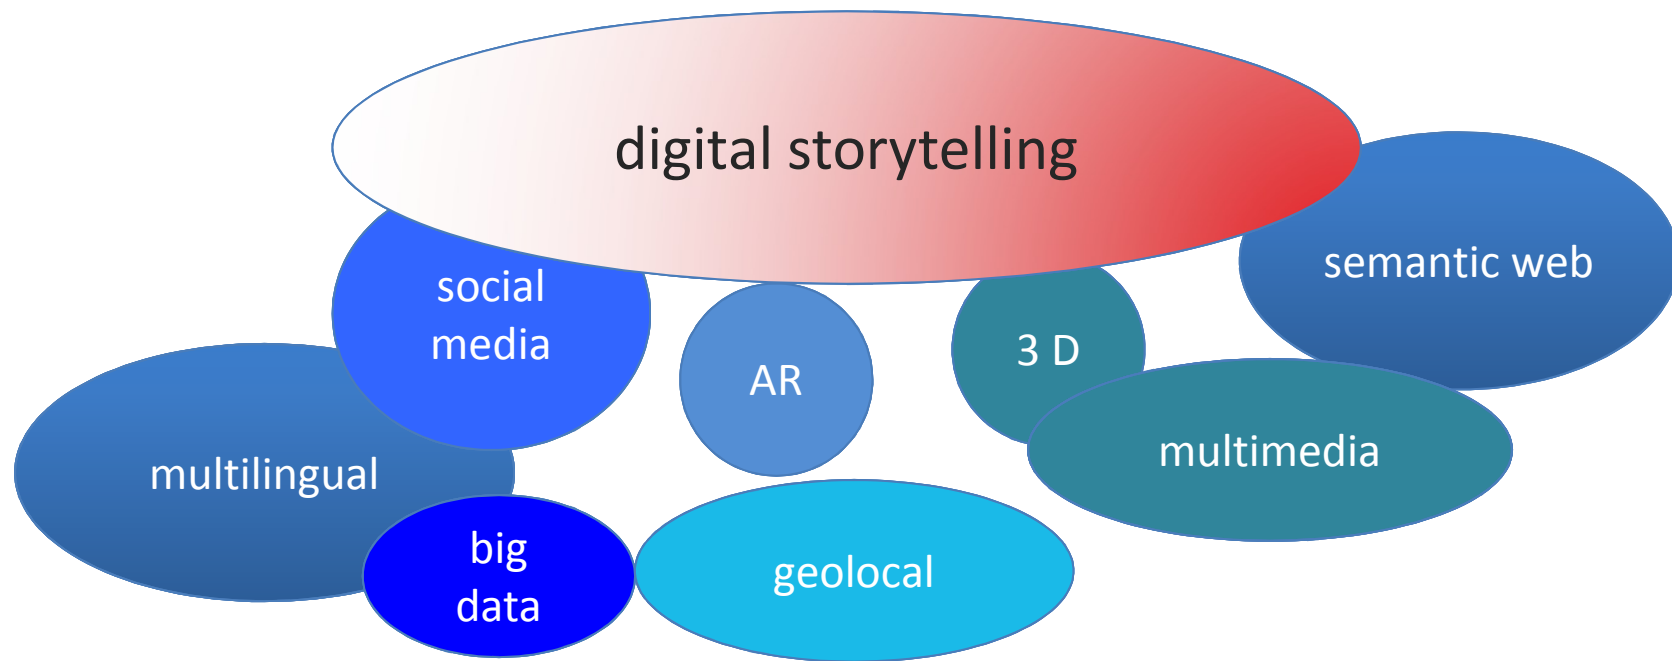 digital storytelling
semantic web
social
media
3 D
AR
multimedia
multilingual
big
data
geolocal